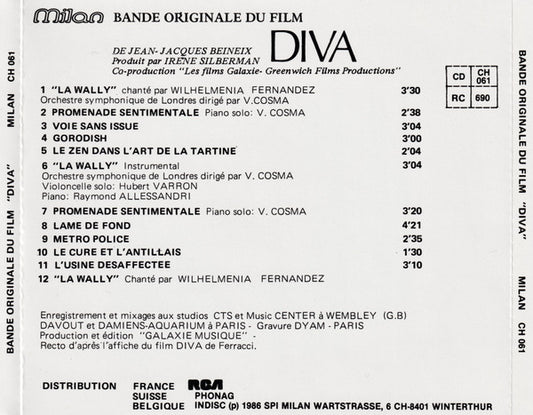 milan BANDE ORIGINALE DU FILM
DE JEAN-JACQUES BEINEIX
Produit par IRENE SILBERMAN
DIVA
Co-production "Les films Galaxie- Greenwich Films Productions"
CD CH 061
RC 690
1 "LA WALLY" chanté par WILHELMENIA FERNANDEZ 3'30
Orchestre symphonique de Londres dirigé par V.COSMA
2 PROMENADE SENTIMENTALE Piano solo: V. COSMA 2'38
3 VOIE SANS ISSUE 3'04
4 GORODISH 3'00
5 LE ZEN DANS L'ART DE LA TARTINE 2'04
6 "LA WALLY" Instrumental 3'04
Orchestre symphonique de Londres dirigé par V. COSMA
Violoncelle solo: Hubert VARRON
Piano: Raymond ALLESSANDRI
7 PROMENADE SENTIMENTALE Piano solo: V. COSMA 3'20
8 LAME DE FOND 4'21
9 METRO POLICE 2'35
10 LE CURE ET L'ANTILLAIS 1'30
11 L'USINE DESAFFECTEE 3'10
12 "LA WALLY" Chanté par WILHELMENIA FERNANDEZ
Enregistrement et mixages aux studios CTS et Music CENTER à WEMBLEY (G.B)
DAVOUT et DAMIENS-AQUARIUM à PARIS - Gravure DYAM - PARIS
Production et édition "GALAXIE MUSIQUE" -
Recto d'après l'affiche du film DIVA de Ferracci.
DISTRIBUTION FRANCE RCA
SUISSE PHONAG
BELGIQUE INDISC (p) 1986 SPI MILAN WARTSTRASSE, 6 CH-8401 WINTERTHUR
BANDE ORIGINALE DU FILM "DIVA" MILAN CH 061
BANDE ORIGINALE DU FILM "DIVA" MILAN CH 061